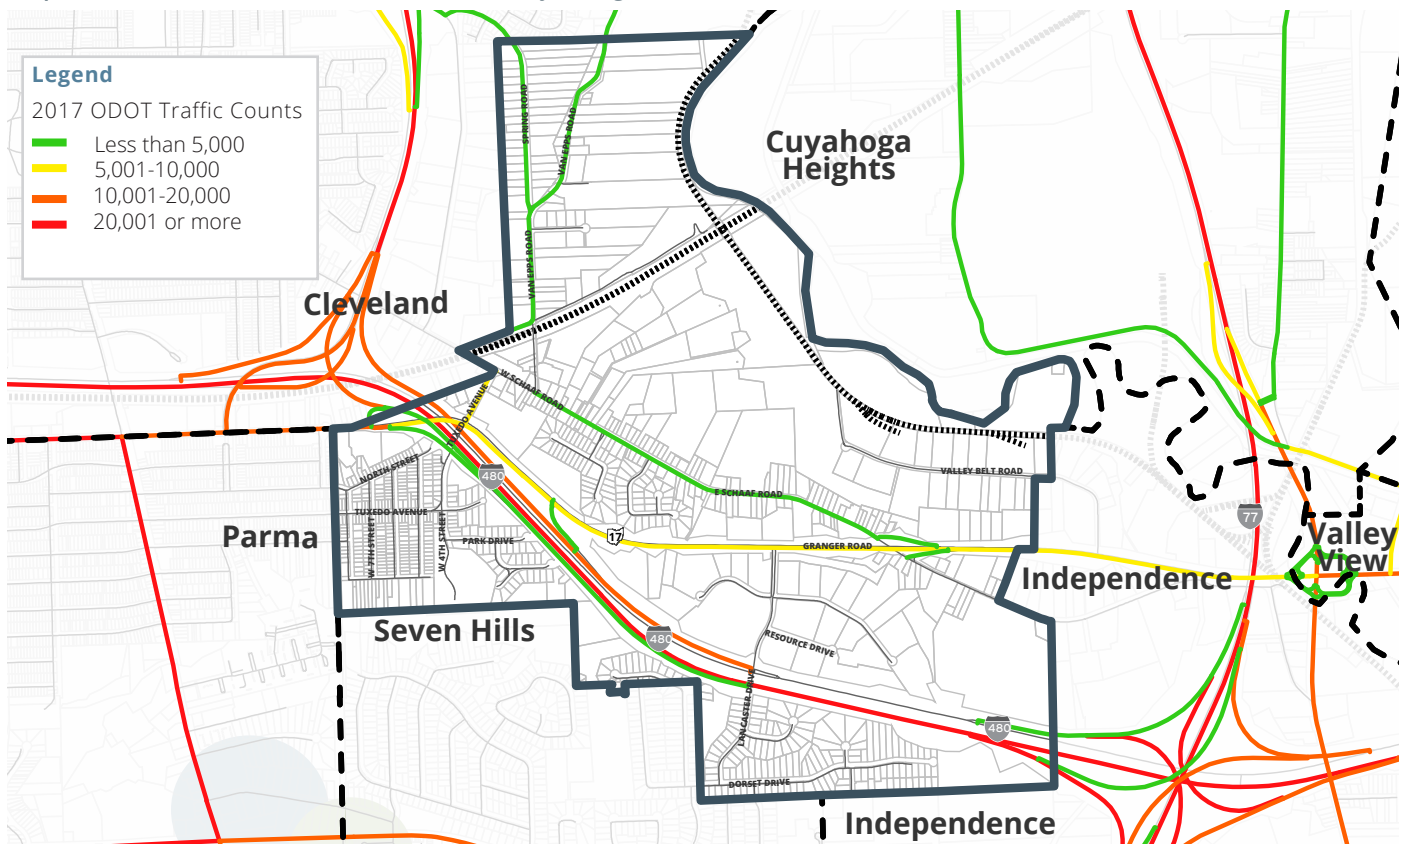 Legend
2017 ODOT Traffic Counts
Less than 5,000
5,001-10,000
10,001-20,000
20,001 or more
SPRING ROAD
VAN EPPS ROAD
VAN EPPS ROAD
Cuyahoga
Heights
Cleveland
W SCHAAF ROAD
TUXEDO AVENUE
NORTH STREET
480
VALLEY BELT ROAD
E SCHAAF ROAD
TUXEDO AVENUE
W 7TH STREET
W 4TH STREET
PARK DRIVE
17
GRANGER ROAD
77
Parma
Valley
View
Independence
Seven Hills
480
RESOURCE DRIVE
LANCASTER DRIVE
480
DORSET DRIVE
Independence